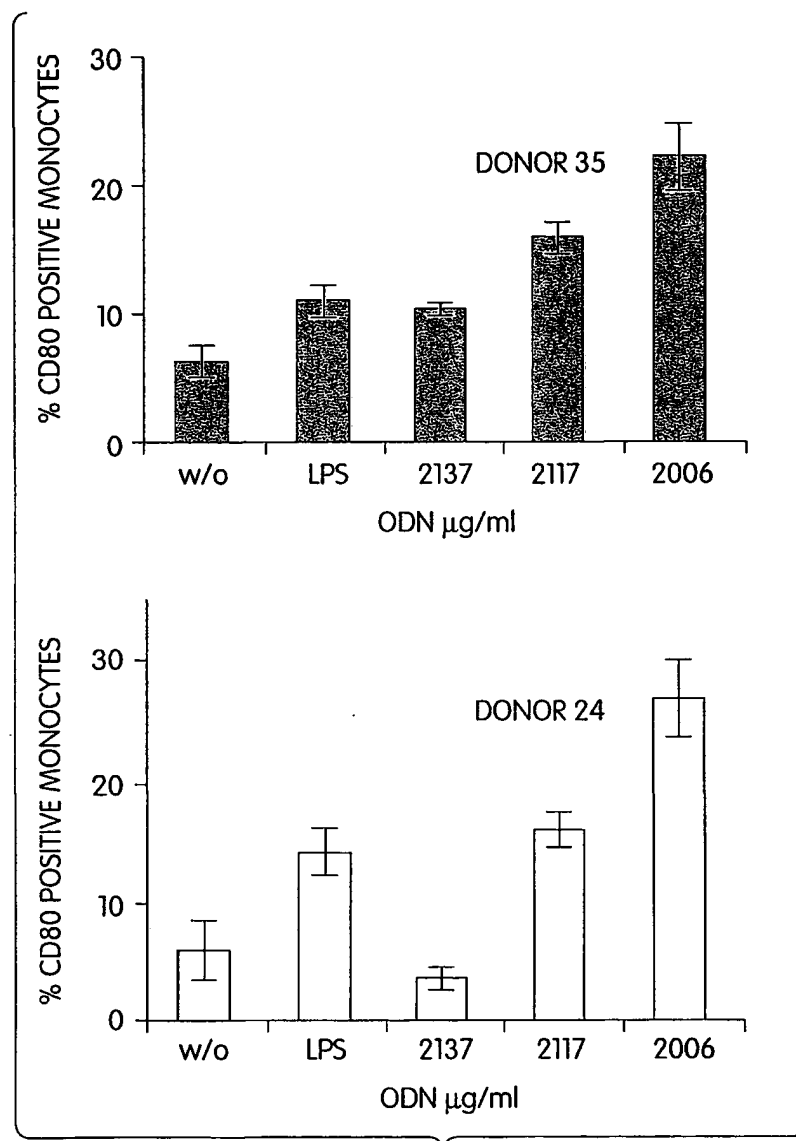 % CD80 POSITIVE MONOCYTES
30
20
10
0
DONOR 35
w/o LPS 2137 2117 2006
ODN µg/ml
% CD80 POSITIVE MONOCYTES
30
20
10
0
DONOR 24
w/o LPS 2137 2117 2006
ODN µg/ml